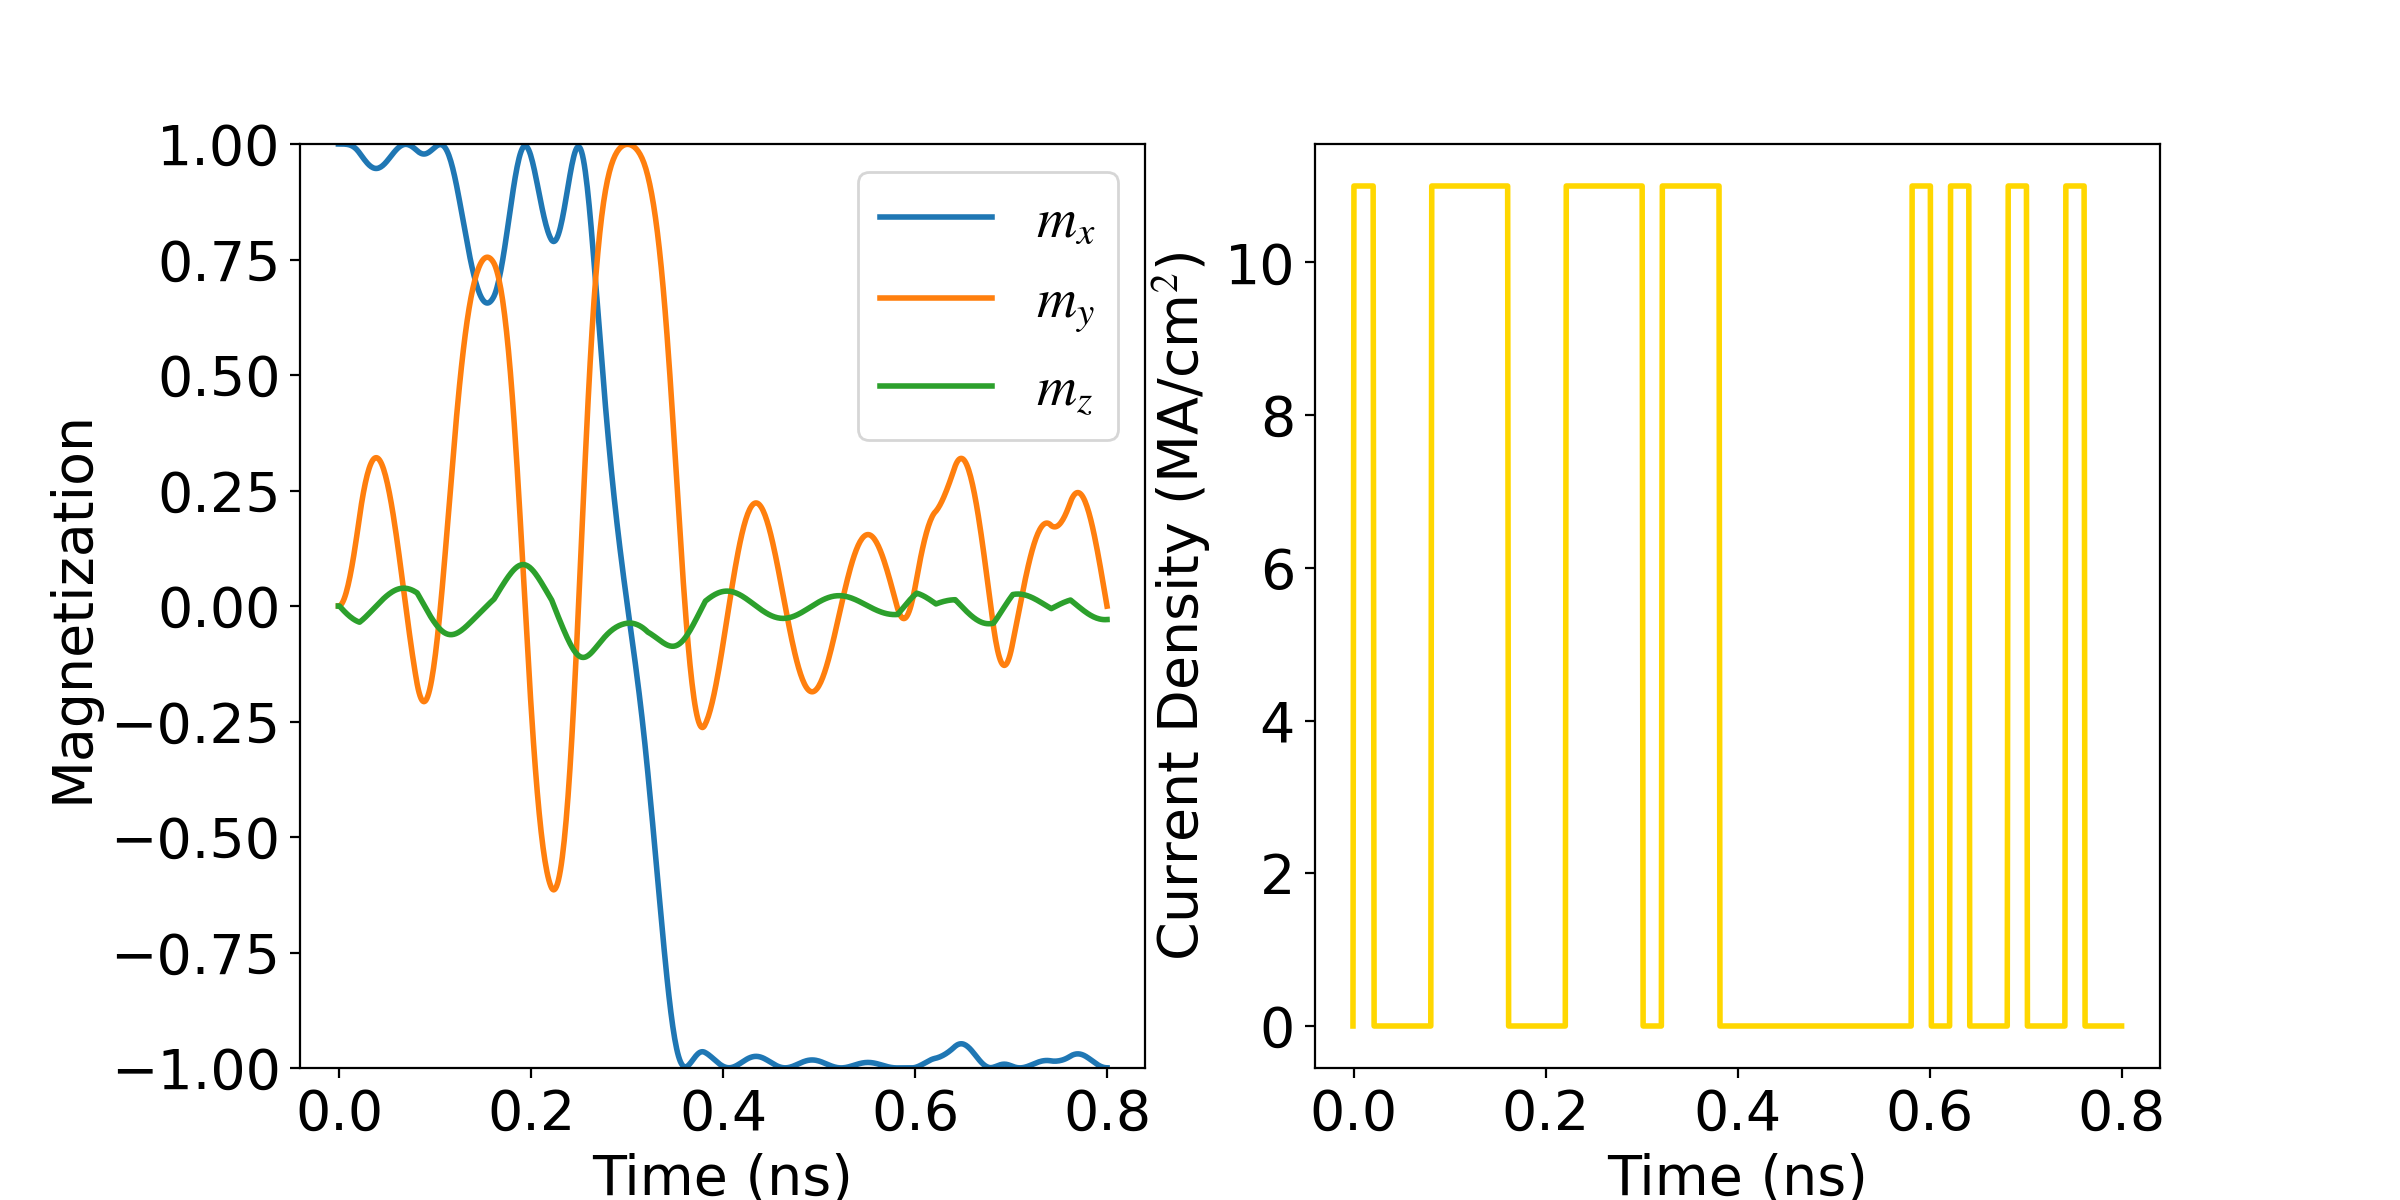 Magnetization
1.00
0.75
0.50
0.25
0.00
−0.25
−0.50
−0.75
−1.00
0.0 0.2 0.4 0.6 0.8
Time (ns)
m_x
m_y
m_z
Current Density (MA/cm²)
10
8
6
4
2
0
0.0 0.2 0.4 0.6 0.8
Time (ns)